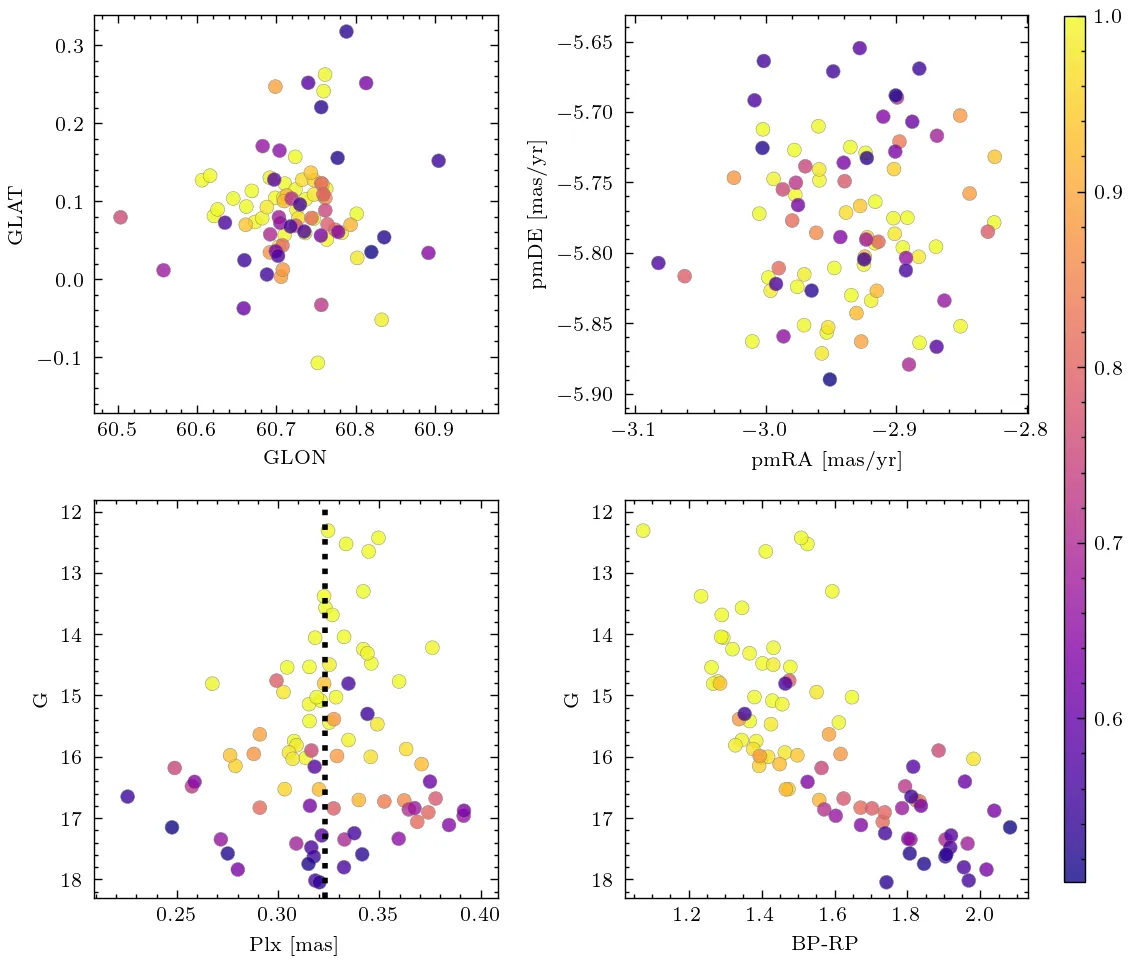 0.3
0.2
0.1
0.0
−0.1
GLAT
60.5 60.6 60.7 60.8 60.9
GLON
−5.65
−5.70
−5.75
−5.80
−5.85
−5.90
pmDE [mas/yr]
−3.1 −3.0 −2.9 −2.8
pmRA [mas/yr]
12
13
14
15
16
17
18
G
0.25 0.30 0.35 0.40
Plx [mas]
12
13
14
15
16
17
18
G
1.2 1.4 1.6 1.8 2.0
BP-RP
1.0
0.9
0.8
0.7
0.6